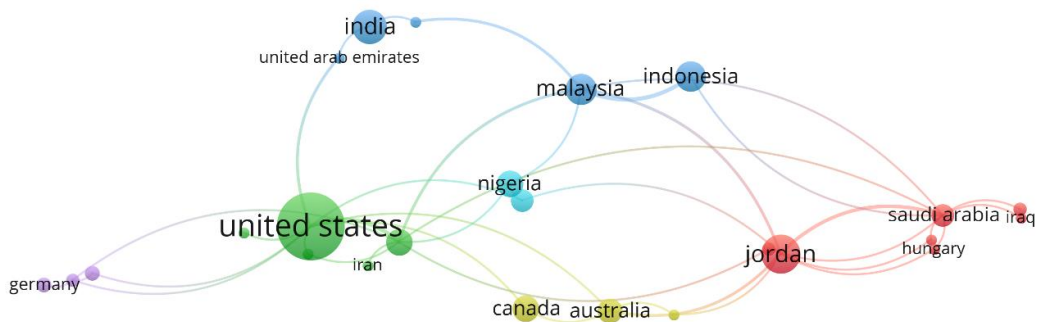 india
united arab emirates
malaysia
indonesia
nigeria
united states
iran
saudi arabia
iraq
hungary
jordan
germany
canada
australia